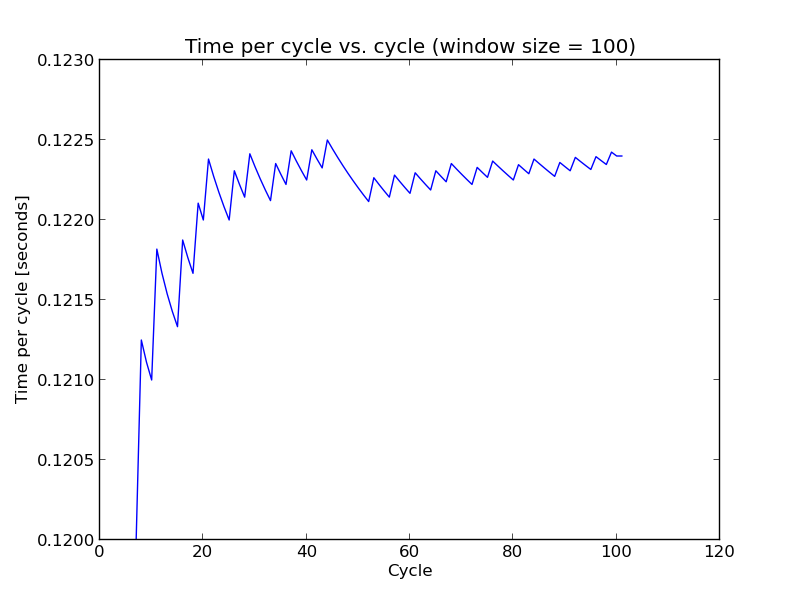 Time per cycle vs. cycle (window size = 100)
0.1230
0.1225
0.1220
0.1215
0.1210
0.1205
0.1200
Time per cycle [seconds]
0 20 40 60 80 100 120
Cycle